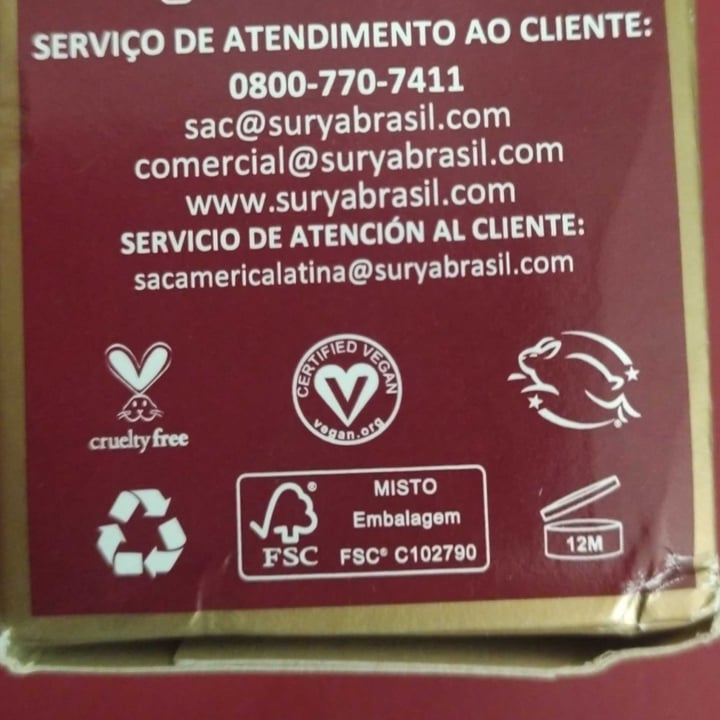 SERVIÇO DE ATENDIMENTO AO CLIENTE:
0800-770-7411
sac@suryabrasil.com
comercial@suryabrasil.com
www.suryabrasil.com
SERVICIO DE ATENCIÓN AL CLIENTE:
sacamericalatina@suryabrasil.com
cruelty free
CERTIFIED VEGAN
vegan.org
FSC®
MISTO
Embalagem
FSC® C102790
12M